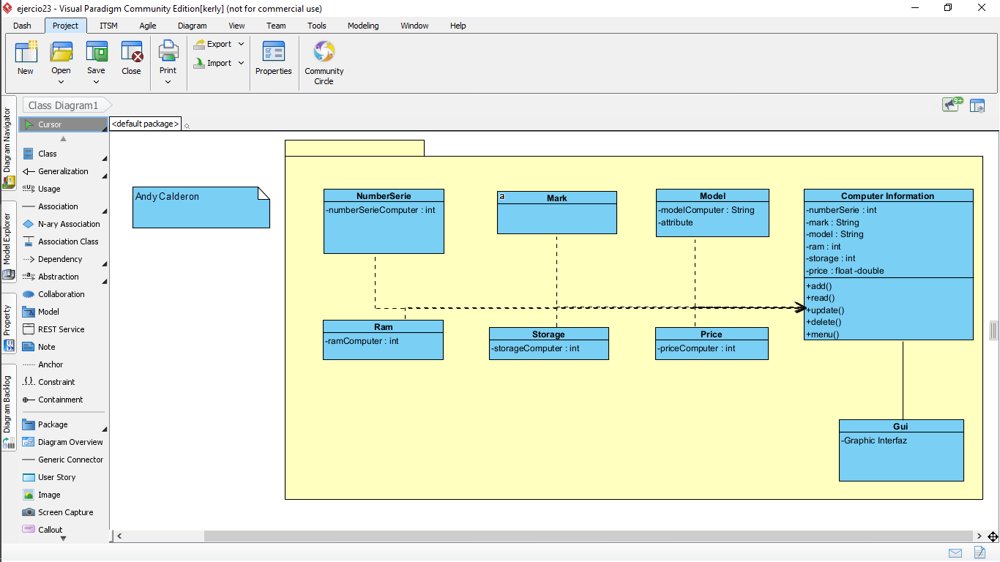 ejercio23 - Visual Paradigm Community Edition[kerly] (not for commercial use)
Dash Project ITSM Agile Diagram View Team Tools Modeling Window Help
New Open Save Close Print Export Import Properties Community Circle
Class Diagram1
9+
Diagram Navigator
Model Explorer
Property
Diagram Backlog
Cursor
Class
Generalization
Usage
Association
N-ary Association
Association Class
Dependency
Abstraction
Collaboration
Model
REST Service
Note
Anchor
Constraint
Containment
Package
Diagram Overview
Generic Connector
User Story
Image
Screen Capture
Callout
<default package>
Andy Calderon
NumberSerie
-numberSerieComputer : int
a
Mark
Model
-modelComputer : String
-attribute
Computer Information
-numberSerie : int
-mark : String
-model : String
-ram : int
-storage : int
-price : float -double
+add()
+read()
+update()
+delete()
+menu()
Ram
-ramComputer : int
Storage
-storageComputer : int
Price
-priceComputer : int
Gui
-Graphic Interfaz